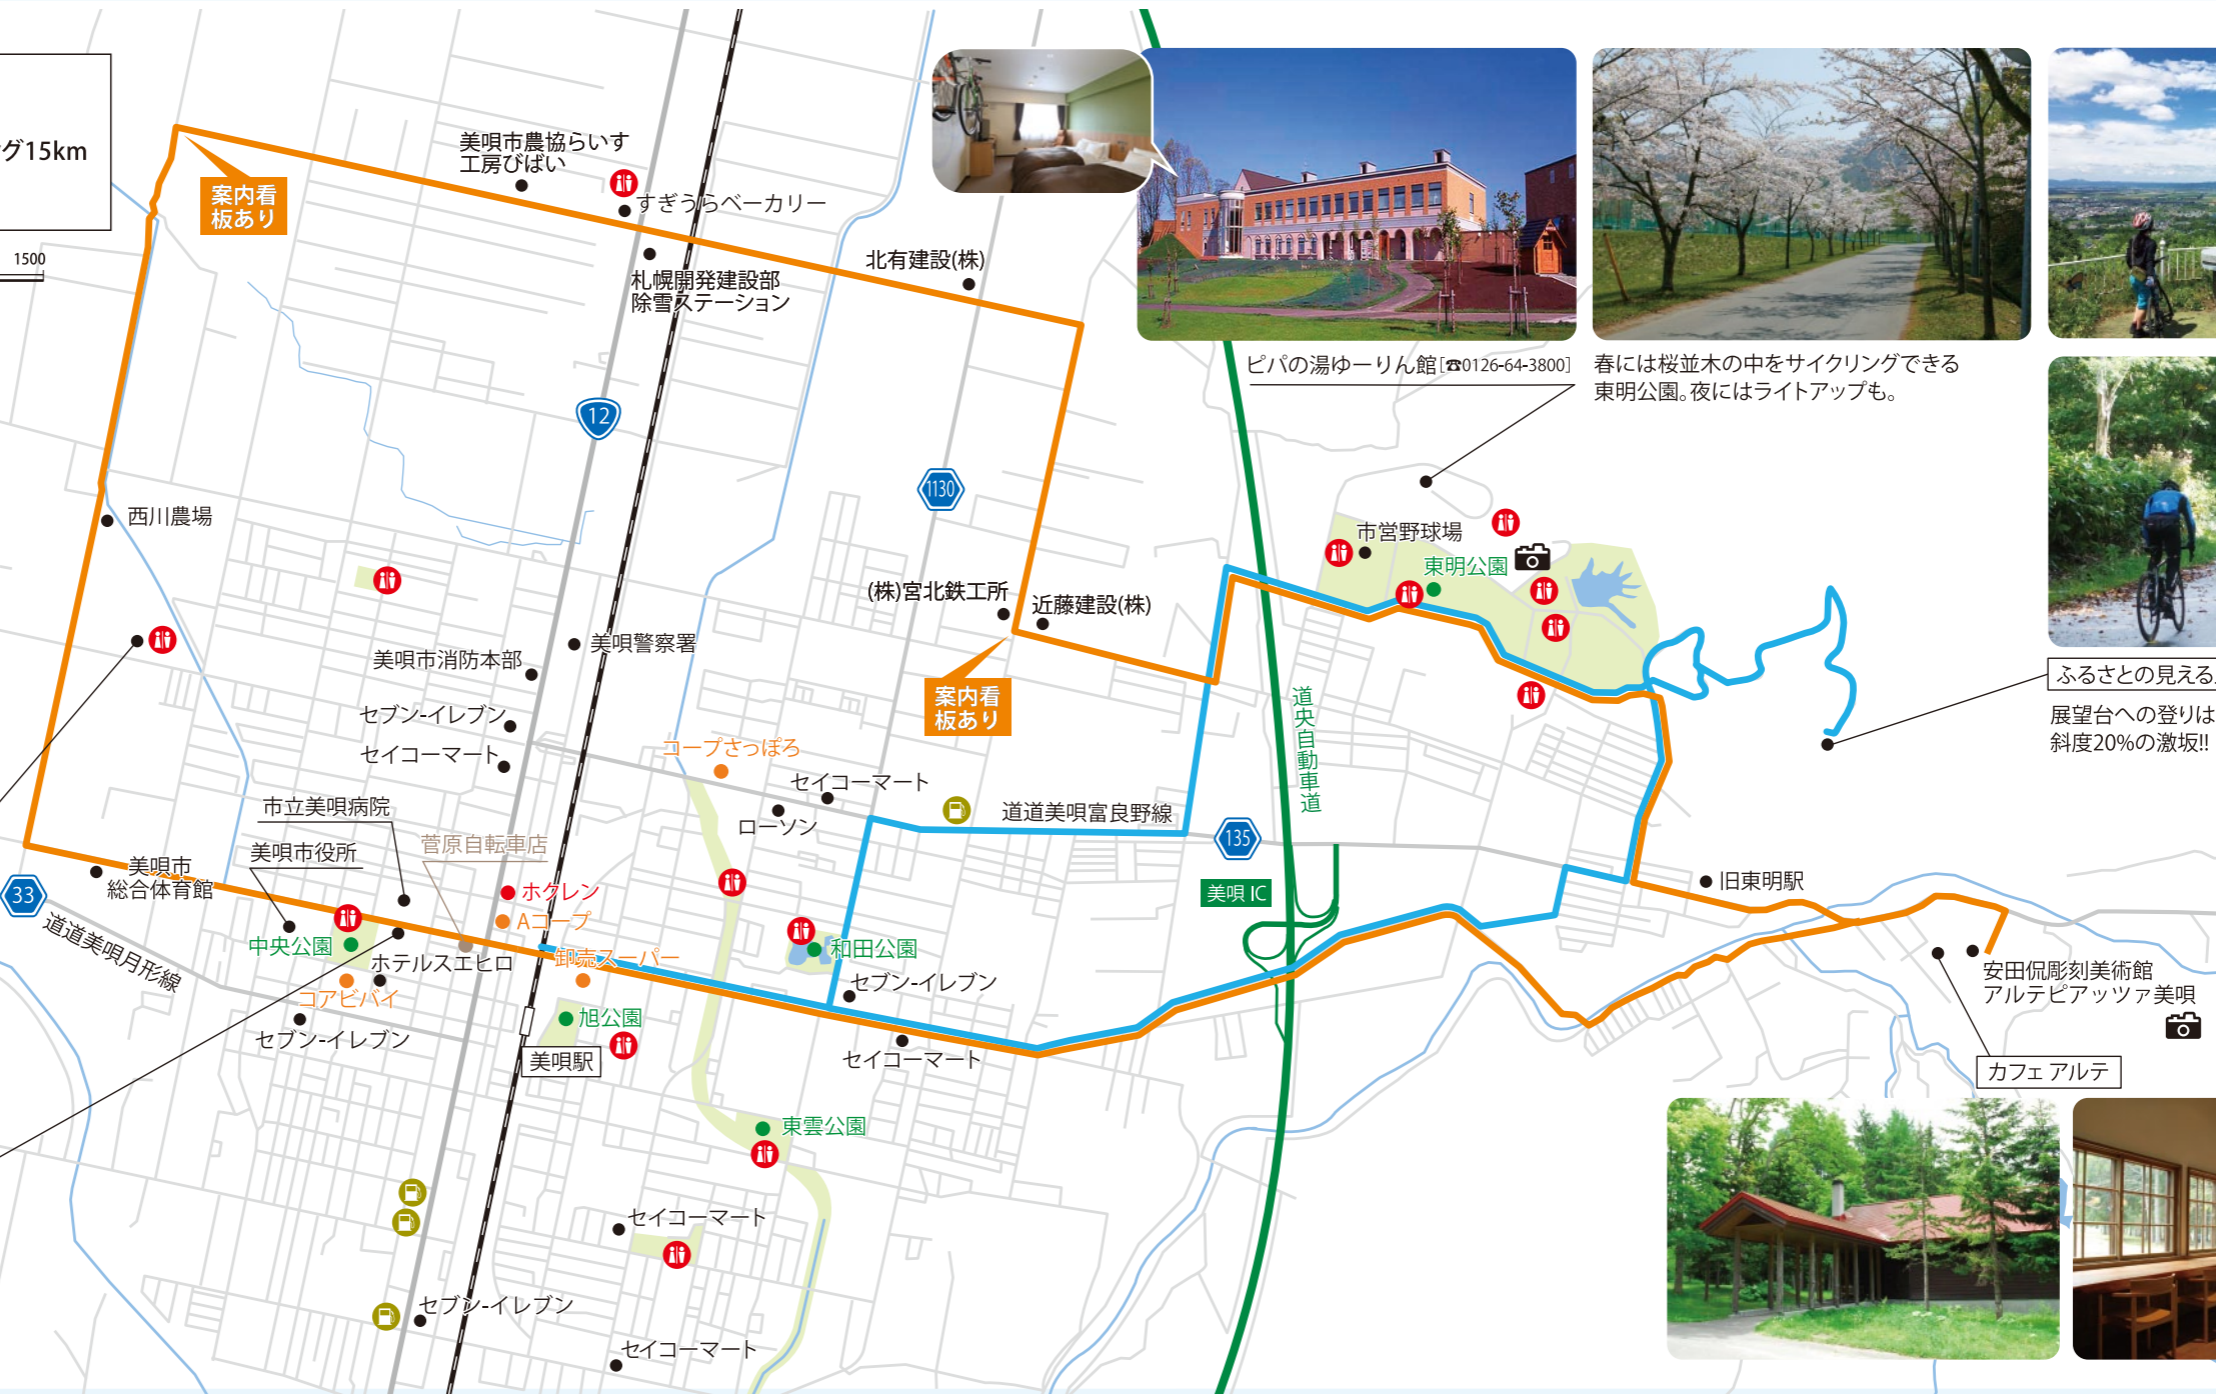 グ15km
1500
案内看
板あり
美唄市農協らいす
工房びばい
すぎうらベーカリー
札幌開発建設部
除雪ステーション
北有建設(株)
12
1130
ピパの湯ゆーりん館[☎0126-64-3800]
春には桜並木の中をサイクリングできる
東明公園。夜にはライトアップも。
西川農場
市営野球場
東明公園
(株)宮北鉄工所
近藤建設(株)
案内看
板あり
美唄警察署
美唄市消防本部
セブン-イレブン
セイコーマート
コープさっぽろ
セイコーマート
ローソン
道道美唄富良野線
道央自動車道
135
美唄 IC
ふるさとの見える
展望台への登りは
斜度20%の激坂!!
市立美唄病院
美唄市役所
菅原自転車店
美唄市
総合体育館
33
道道美唄月形線
ホクレン
Aコープ
中央公園
ホテルスエヒロ
卸売スーパー
コアビバイ
セブン-イレブン
和田公園
セブン-イレブン
旭公園
美唄駅
セイコーマート
旧東明駅
安田侃彫刻美術館
アルテピアッツァ美唄
カフェ アルテ
東雲公園
セイコーマート
セブン-イレブン
セイコーマート